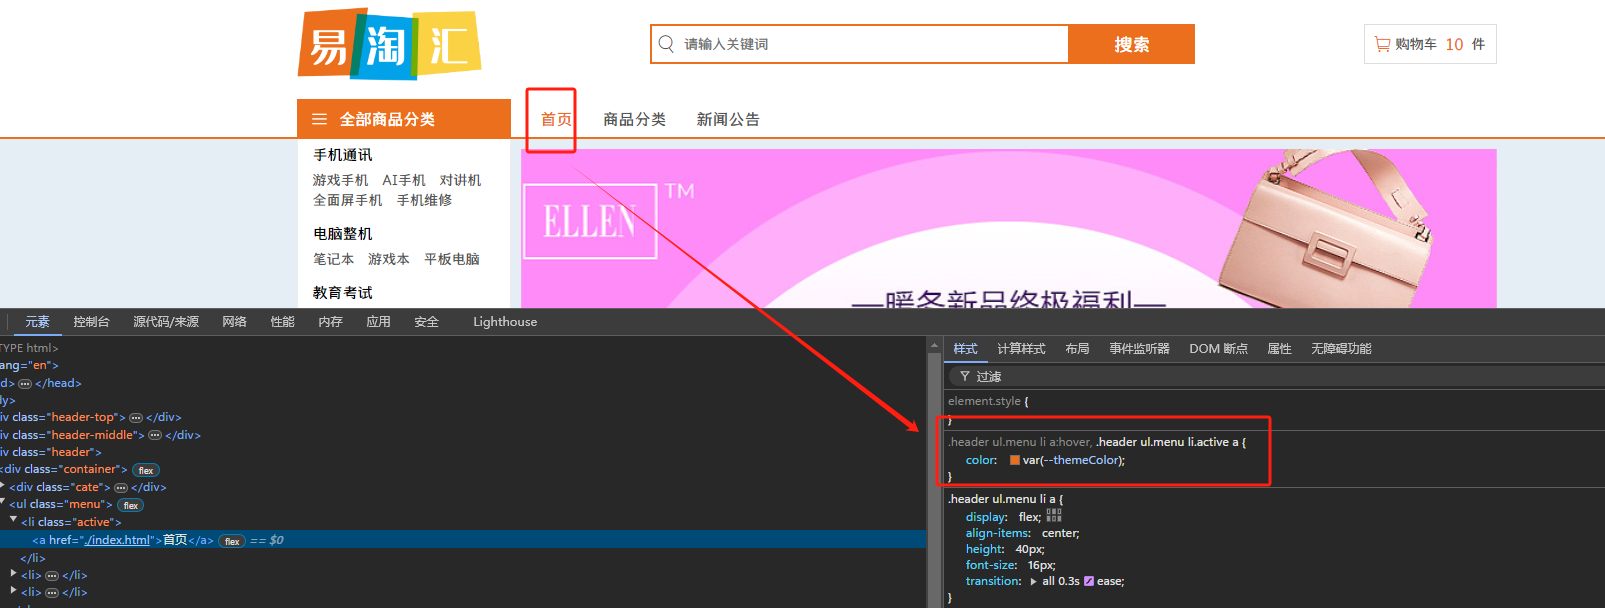 易淘汇
请输入关键词
搜索
购物车 10 件
全部商品分类
首页 商品分类 新闻公告
手机通讯
游戏手机 AI手机 对讲机
全面屏手机 手机维修
电脑整机
笔记本 游戏本 平板电脑
教育考试
ELLEN TM
—暖冬新品终极福利—
元素 控制台 源代码/来源 网络 性能 内存 应用 安全 Lighthouse
TYPE html>
ang="en">
d> ••• </head>
dy>
iv class="header-top"> ••• </div>
iv class="header-middle"> ••• </div>
iv class="header">
<div class="container"> flex
<div class="cate"> ••• </div>
<ul class="menu"> flex
<li class="active">
<a href="./index.html">首页</a> flex == $0
</li>
<li> ••• </li>
<li> ••• </li>
样式 计算样式 布局 事件监听器 DOM 断点 属性 无障碍功能
过滤
element.style {
}
.header ul.menu li a:hover, .header ul.menu li.active a {
color: var(--themeColor);
}
.header ul.menu li a {
display: flex;
align-items: center;
height: 40px;
font-size: 16px;
transition: all 0.3s ease;
}